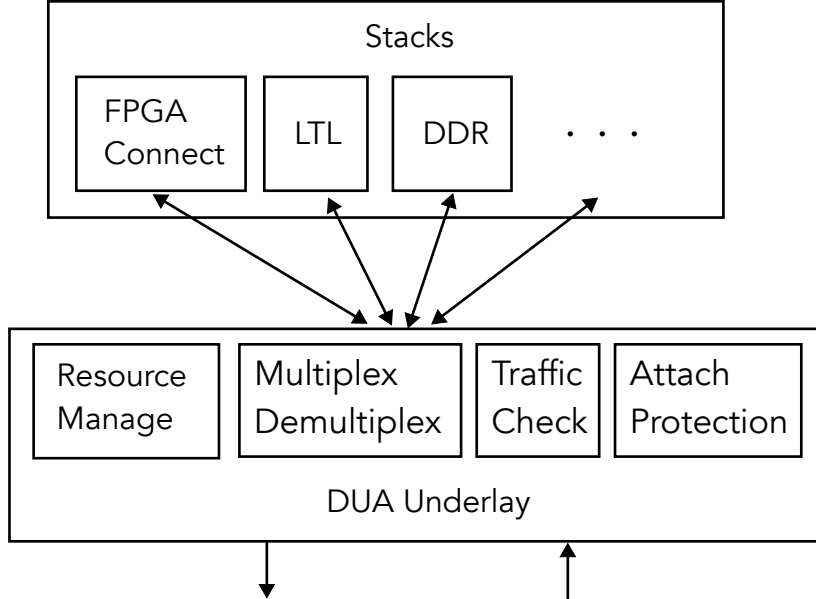 Stacks
FPGA
Connect
LTL
DDR
. . .
Resource
Manage
Multiplex
Demultiplex
Traffic
Check
Attach
Protection
DUA Underlay